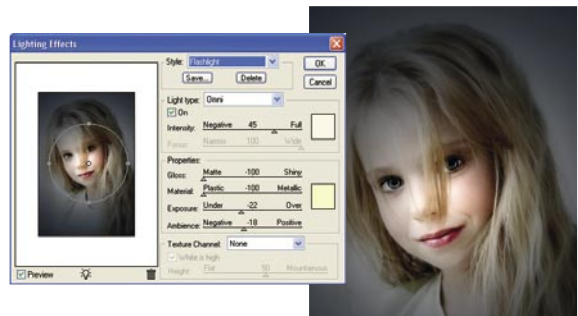 Lighting Effects
Style: Flashlight
OK
Save... Delete
Cancel
Light type: Omni
On
Intensity: Negative 45 Full
Focus: Narrow 100 Wide
Properties:
Gloss: Matte -100 Shiny
Material: Plastic -100 Metallic
Exposure: Under -22 Over
Ambience: Negative -18 Positive
Texture Channel: None
White is high
Height: Flat 50 Mountainous
Preview